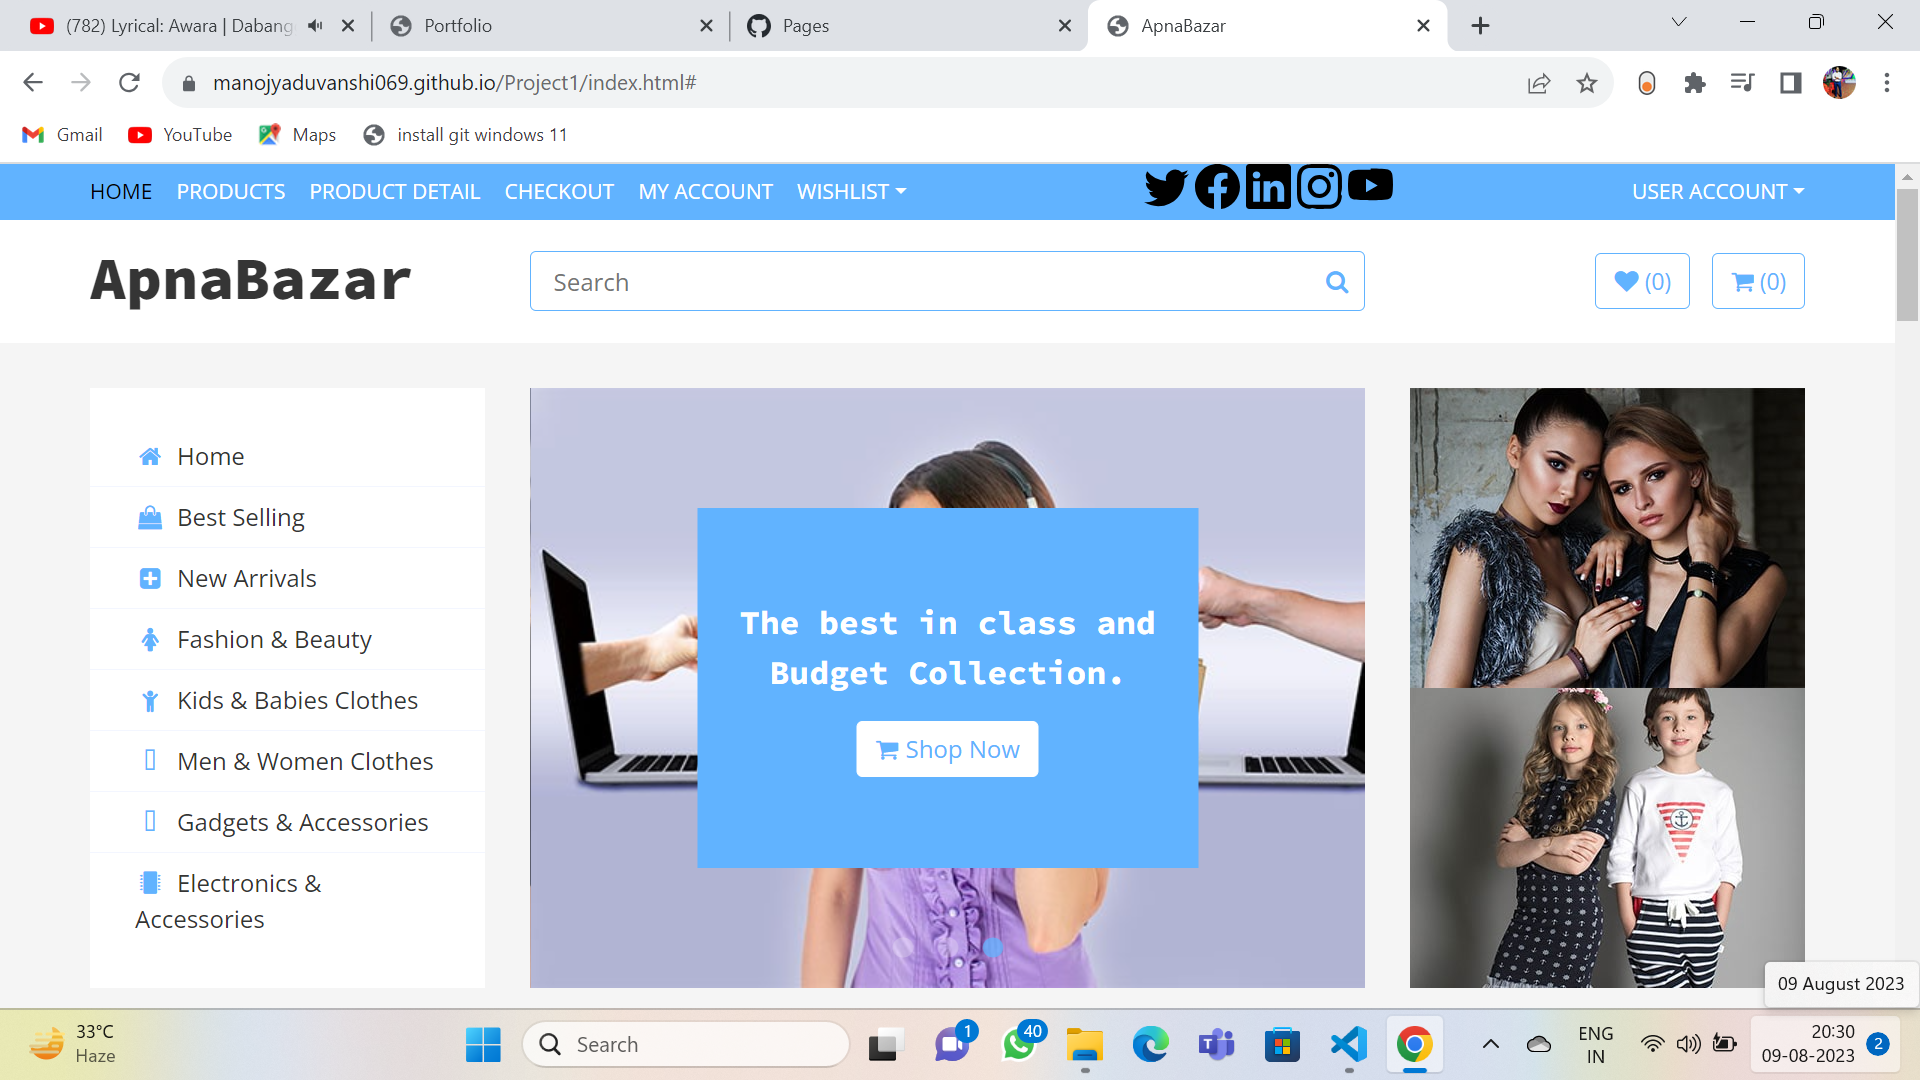 (782) Lyrical: Awara | Dabang
Portfolio
Pages
ApnaBazar
manojyaduvanshi069.github.io/Project1/index.html#
Gmail
YouTube
Maps
install git windows 11
HOME PRODUCTS PRODUCT DETAIL CHECKOUT MY ACCOUNT WISHLIST
USER ACCOUNT
ApnaBazar
Search
(0)
(0)
Home
Best Selling
New Arrivals
Fashion & Beauty
Kids & Babies Clothes
Men & Women Clothes
Gadgets & Accessories
Electronics &
Accessories
The best in class and
Budget Collection.
Shop Now
09 August 2023
33°C
Haze
Search
1
40
ENG
IN
20:30
09-08-2023
2